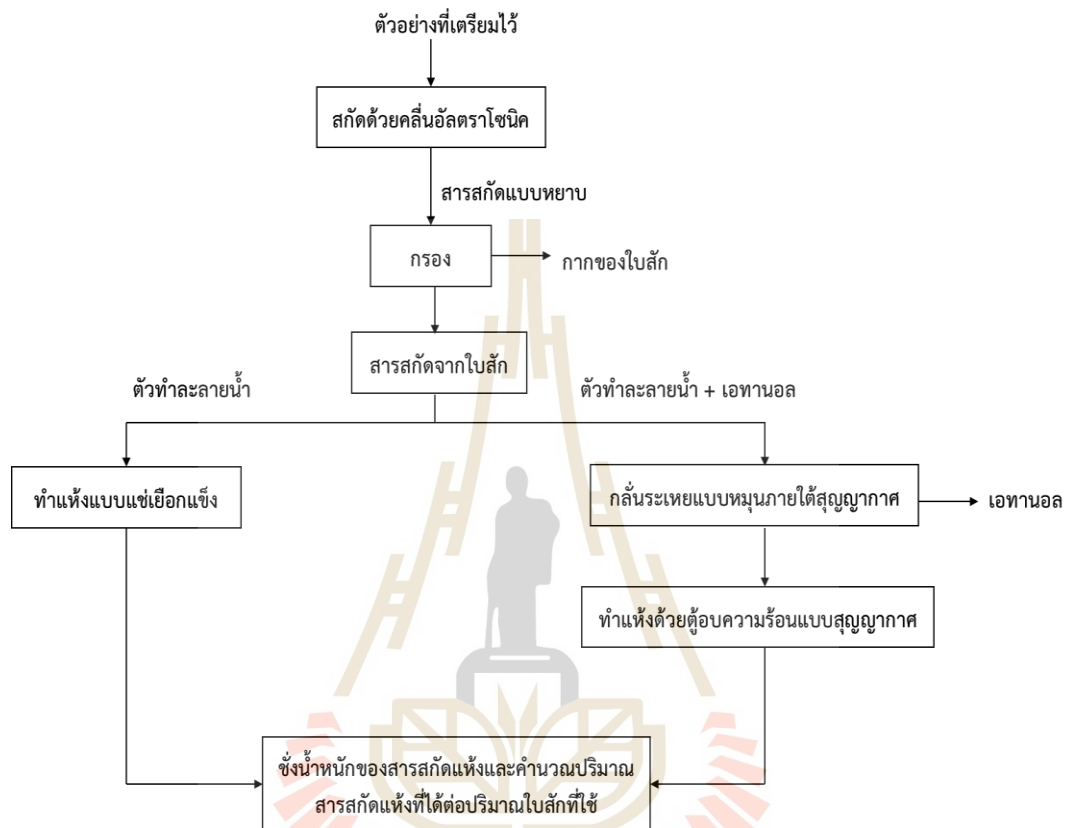 ตัวอย่างที่เตรียมไว้
สกัดด้วยคลื่นอัลตราโซนิค
สารสกัดแบบหยาบ
กรอง
กากของใบสัก
สารสกัดจากใบสัก
ตัวทำละลายน้ำ
ตัวทำละลายน้ำ + เอทานอล
ทำแห้งแบบแช่เยือกแข็ง
กลั่นระเหยแบบหมุนภายใต้สุญญากาศ
เอทานอล
ทำแห้งด้วยตู้อบความร้อนแบบสุญญากาศ
ชั่งน้ำหนักของสารสกัดแห้งและคำนวณปริมาณ
สารสกัดแห้งที่ได้ต่อปริมาณใบสักที่ใช้